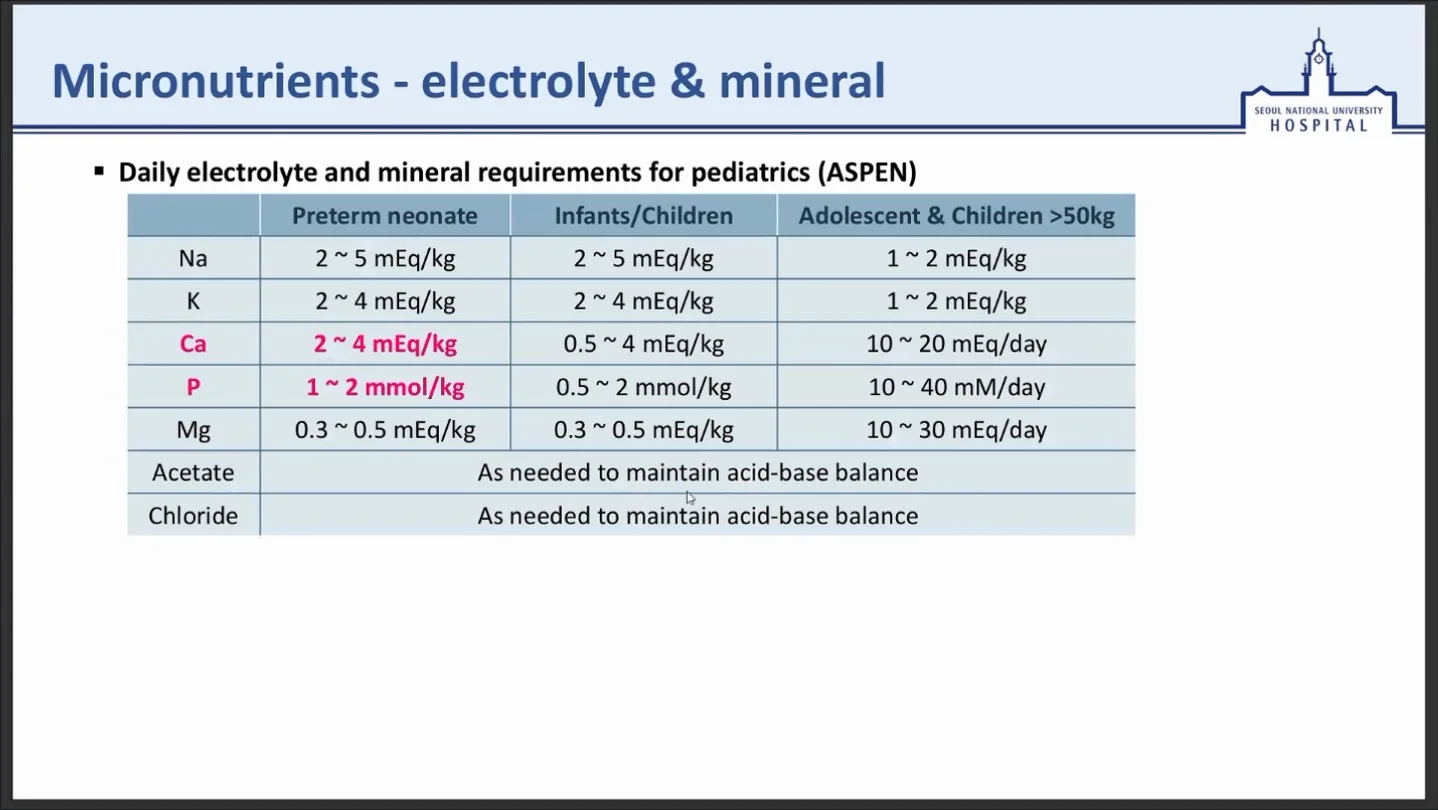 Micronutrients - electrolyte & mineral
SEOUL NATIONAL UNIVERSITY
HOSPITAL
▪ Daily electrolyte and mineral requirements for pediatrics (ASPEN)
Preterm neonate Infants/Children Adolescent & Children >50kg
Na 2 ~ 5 mEq/kg 2 ~ 5 mEq/kg 1 ~ 2 mEq/kg
K 2 ~ 4 mEq/kg 2 ~ 4 mEq/kg 1 ~ 2 mEq/kg
Ca 2 ~ 4 mEq/kg 0.5 ~ 4 mEq/kg 10 ~ 20 mEq/day
P 1 ~ 2 mmol/kg 0.5 ~ 2 mmol/kg 10 ~ 40 mM/day
Mg 0.3 ~ 0.5 mEq/kg 0.3 ~ 0.5 mEq/kg 10 ~ 30 mEq/day
Acetate As needed to maintain acid-base balance
Chloride As needed to maintain acid-base balance